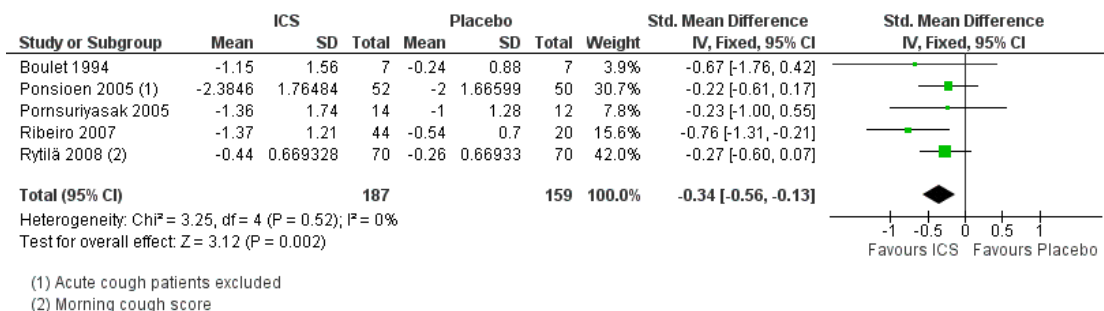 ICS Placebo Std. Mean Difference Std. Mean Difference
Study or Subgroup Mean SD Total Mean SD Total Weight IV, Fixed, 95% CI IV, Fixed, 95% CI
Boulet 1994 -1.15 1.56 7 -0.24 0.88 7 3.9% -0.67 [-1.76, 0.42]
Ponsioen 2005 (1) -2.3846 1.76484 52 -2 1.66599 50 30.7% -0.22 [-0.61, 0.17]
Pornsuriyasak 2005 -1.36 1.74 14 -1 1.28 12 7.8% -0.23 [-1.00, 0.55]
Ribeiro 2007 -1.37 1.21 44 -0.54 0.7 20 15.6% -0.76 [-1.31, -0.21]
Rytilä 2008 (2) -0.44 0.669328 70 -0.26 0.66933 70 42.0% -0.27 [-0.60, 0.07]
Total (95% CI) 187 159 100.0% -0.34 [-0.56, -0.13]
Heterogeneity: Chi² = 3.25, df = 4 (P = 0.52); I² = 0%
Test for overall effect: Z = 3.12 (P = 0.002)
-1 -0.5 0 0.5 1
Favours ICS Favours Placebo
(1) Acute cough patients excluded
(2) Morning cough score